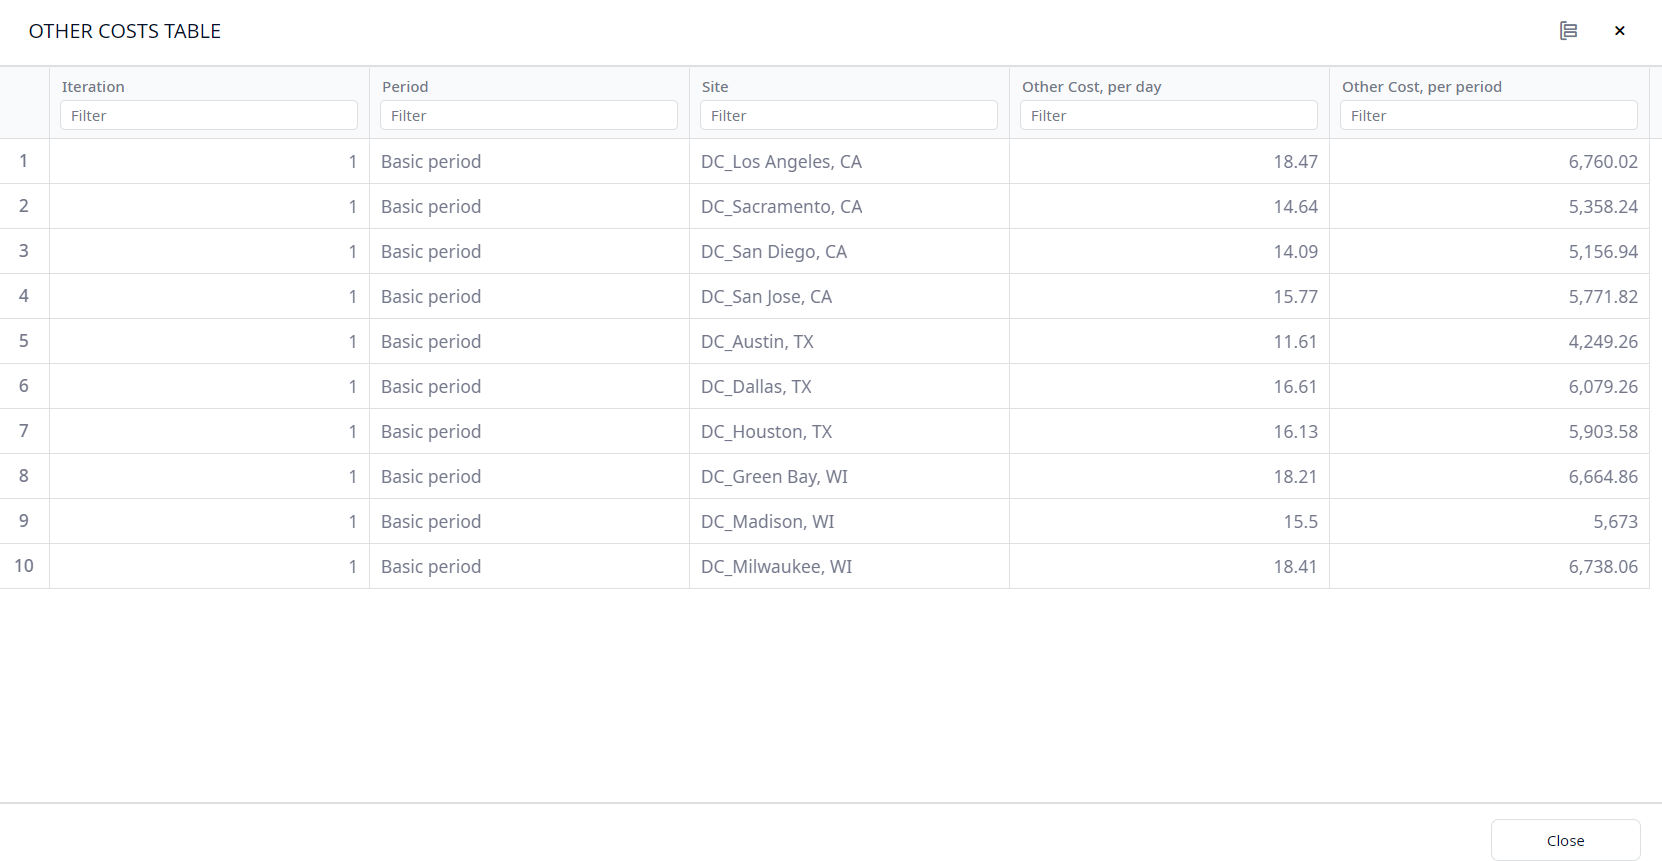 OTHER COSTS TABLE
Iteration Period Site Other Cost, per day Other Cost, per period
Filter Filter Filter Filter Filter
1 1 Basic period DC_Los Angeles, CA 18.47 6,760.02
2 1 Basic period DC_Sacramento, CA 14.64 5,358.24
3 1 Basic period DC_San Diego, CA 14.09 5,156.94
4 1 Basic period DC_San Jose, CA 15.77 5,771.82
5 1 Basic period DC_Austin, TX 11.61 4,249.26
6 1 Basic period DC_Dallas, TX 16.61 6,079.26
7 1 Basic period DC_Houston, TX 16.13 5,903.58
8 1 Basic period DC_Green Bay, WI 18.21 6,664.86
9 1 Basic period DC_Madison, WI 15.5 5,673
10 1 Basic period DC_Milwaukee, WI 18.41 6,738.06
Close